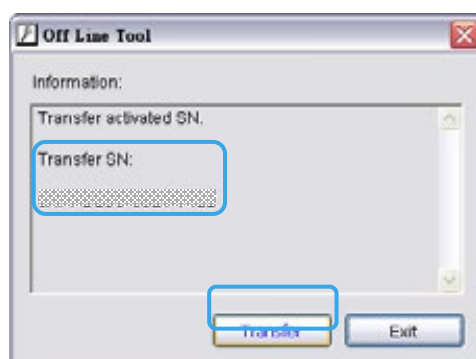 Off Line Tool
Information:
Transfer activated SN.
Transfer SN:
Transfer
Exit